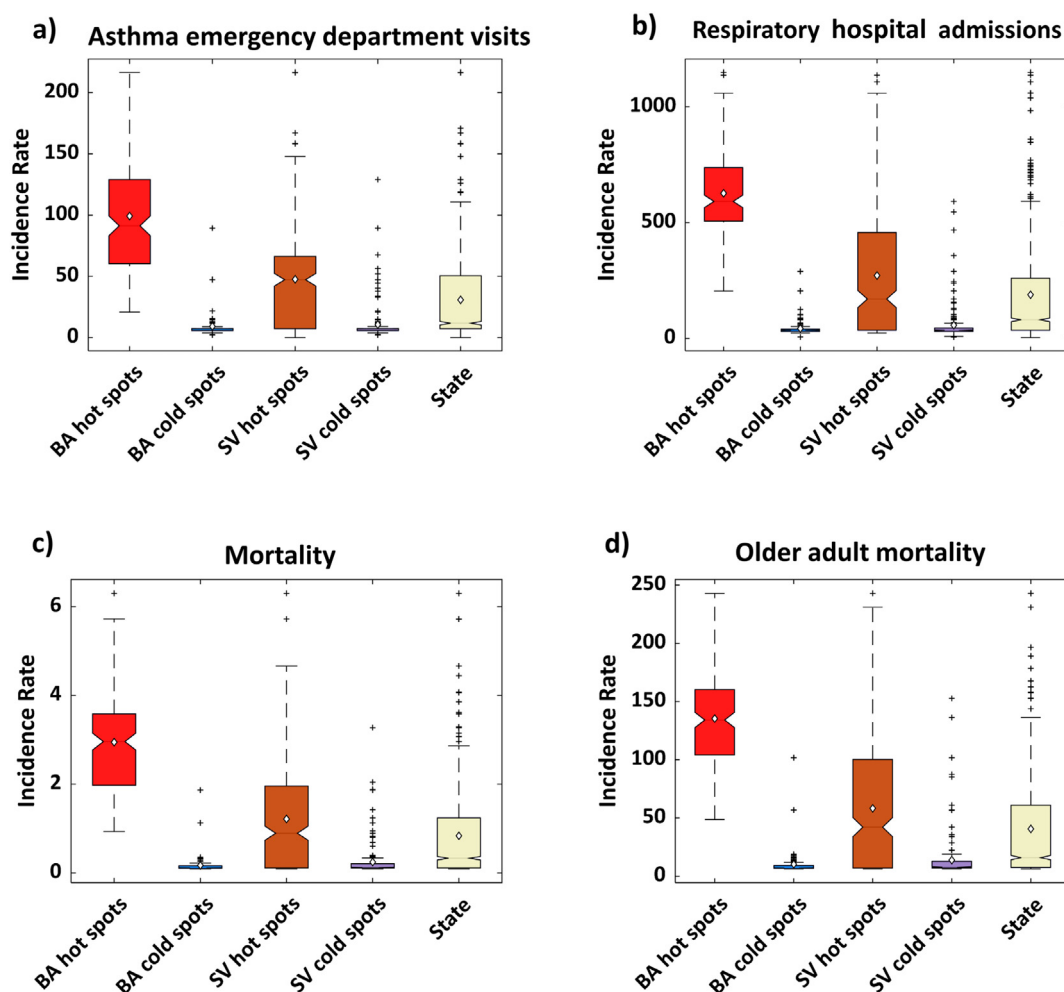 a) Asthma emergency department visits
Incidence Rate
200
150
100
50
0
BA hot spots
BA cold spots
SV hot spots
SV cold spots
State
b) Respiratory hospital admissions
Incidence Rate
1000
500
0
BA hot spots
BA cold spots
SV hot spots
SV cold spots
State
c) Mortality
Incidence Rate
6
4
2
0
BA hot spots
BA cold spots
SV hot spots
SV cold spots
State
d) Older adult mortality
Incidence Rate
250
200
150
100
50
0
BA hot spots
BA cold spots
SV hot spots
SV cold spots
State